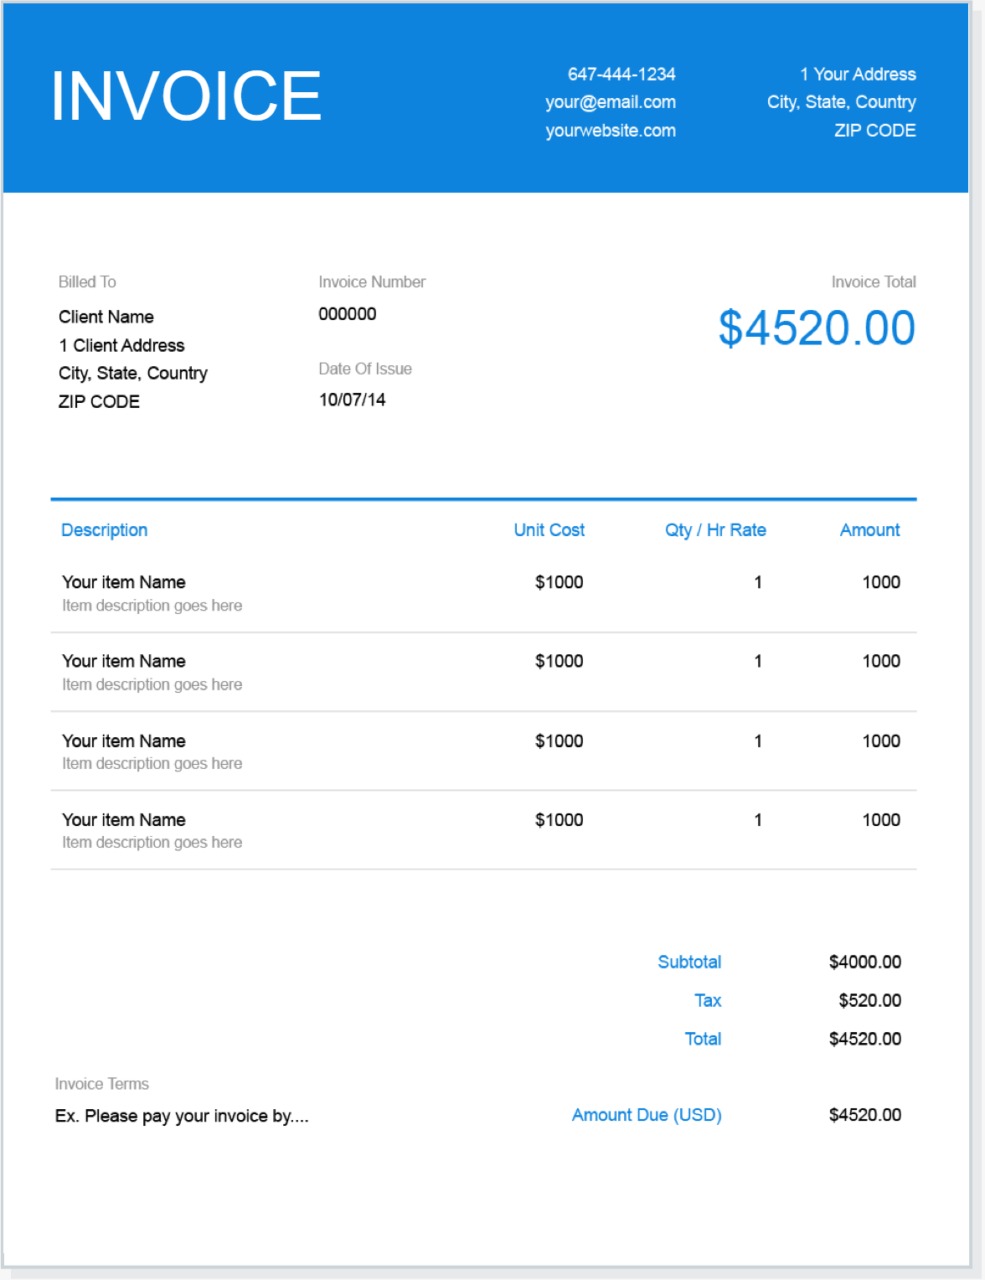 INVOICE
647-444-1234
your@email.com
yourwebsite.com
1 Your Address
City, State, Country
ZIP CODE
Billed To
Client Name
1 Client Address
City, State, Country
ZIP CODE
Invoice Number
000000
Date Of Issue
10/07/14
Invoice Total
$4520.00
Description Unit Cost Qty / Hr Rate Amount
Your item Name $1000 1 1000
Item description goes here
Your item Name $1000 1 1000
Item description goes here
Your item Name $1000 1 1000
Item description goes here
Your item Name $1000 1 1000
Item description goes here
Subtotal $4000.00
Tax $520.00
Total $4520.00
Invoice Terms
Ex. Please pay your invoice by....
Amount Due (USD) $4520.00